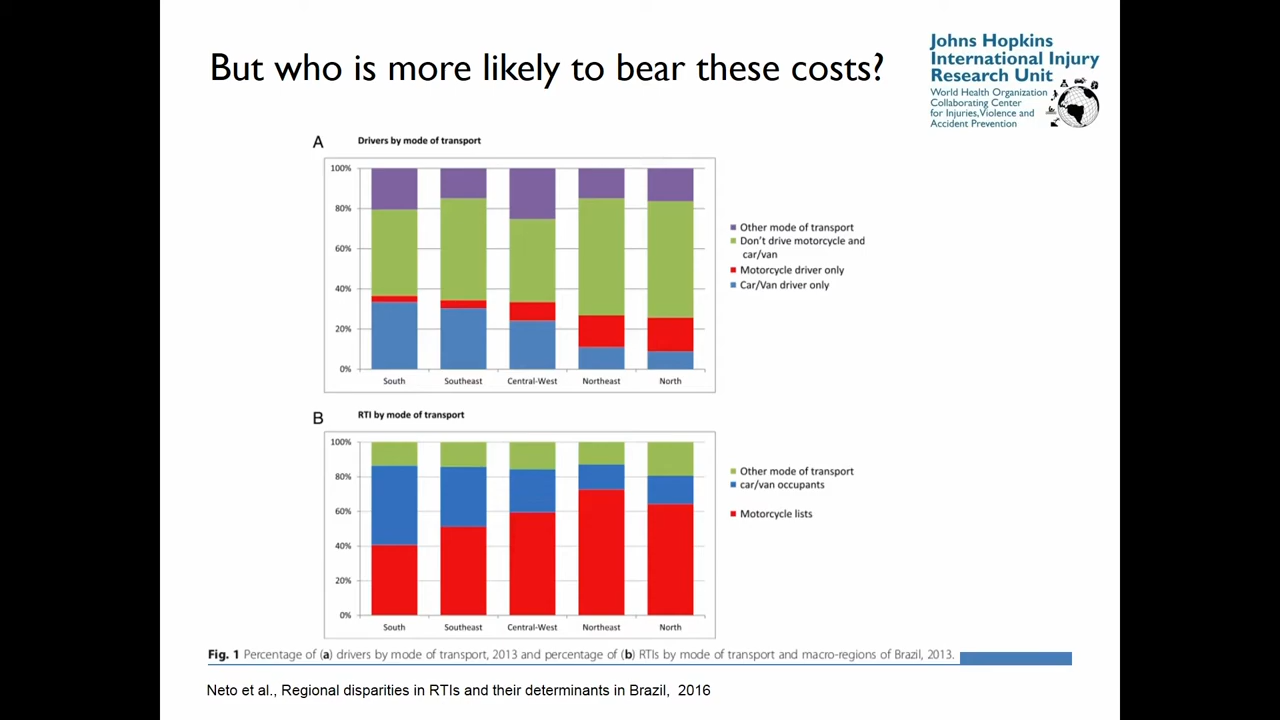 But who is more likely to bear these costs?
Johns Hopkins
International Injury
Research Unit
World Health Organization
Collaborating Center
for Injuries,Violence and
Accident Prevention
A
Drivers by mode of transport
100%
80%
60%
40%
20%
0%
South
Southeast
Central-West
Northeast
North
Other mode of transport
Don't drive motorcycle and
car/van
Motorcycle driver only
Car/Van driver only
B
RTI by mode of transport
100%
80%
60%
40%
20%
0%
South
Southeast
Central-West
Northeast
North
Other mode of transport
car/van occupants
Motorcycle lists
Fig. 1 Percentage of (a) drivers by mode of transport, 2013 and percentage of (b) RTIs by mode of transport and macro-regions of Brazil, 2013.
Neto et al., Regional disparities in RTIs and their determinants in Brazil, 2016